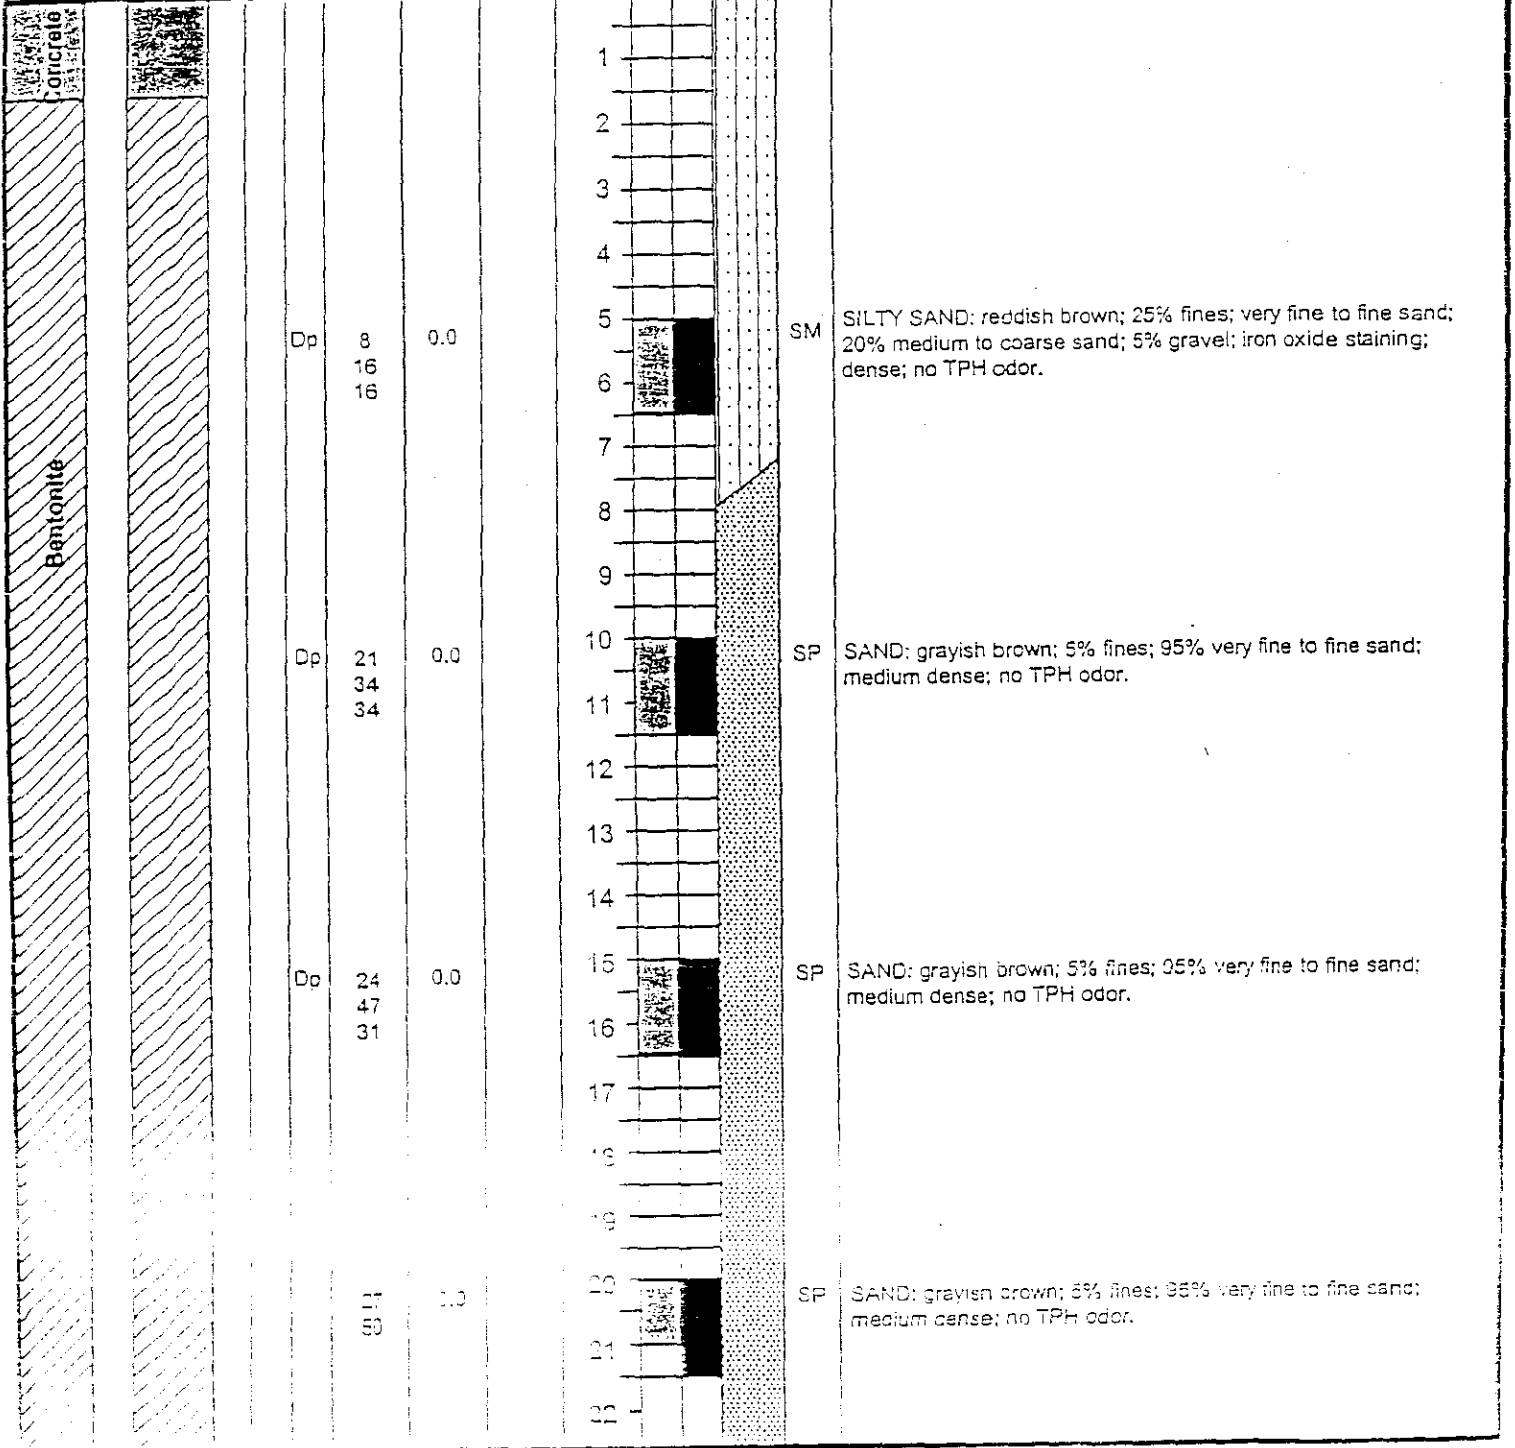 Concrete
1
2
3
4
5
Dp 8 0.0 SM SILTY SAND: reddish brown; 25% fines; very fine to fine sand;
16 20% medium to coarse sand; 5% gravel; iron oxide staining;
16 dense; no TPH odor.
6
7
Bentonite
8
9
10
Dp 21 0.0 SP SAND: grayish brown; 5% fines; 95% very fine to fine sand;
34 medium dense; no TPH odor.
34
11
12
13
14
15
Dp 24 0.0 SP SAND: grayish brown; 5% fines; 95% very fine to fine sand;
47 medium dense; no TPH odor.
31
16
17
18
19
20
0.0 SP SAND: grayish brown; 5% fines; 95% very fine to fine sand;
50 medium dense; no TPH odor.
21
22